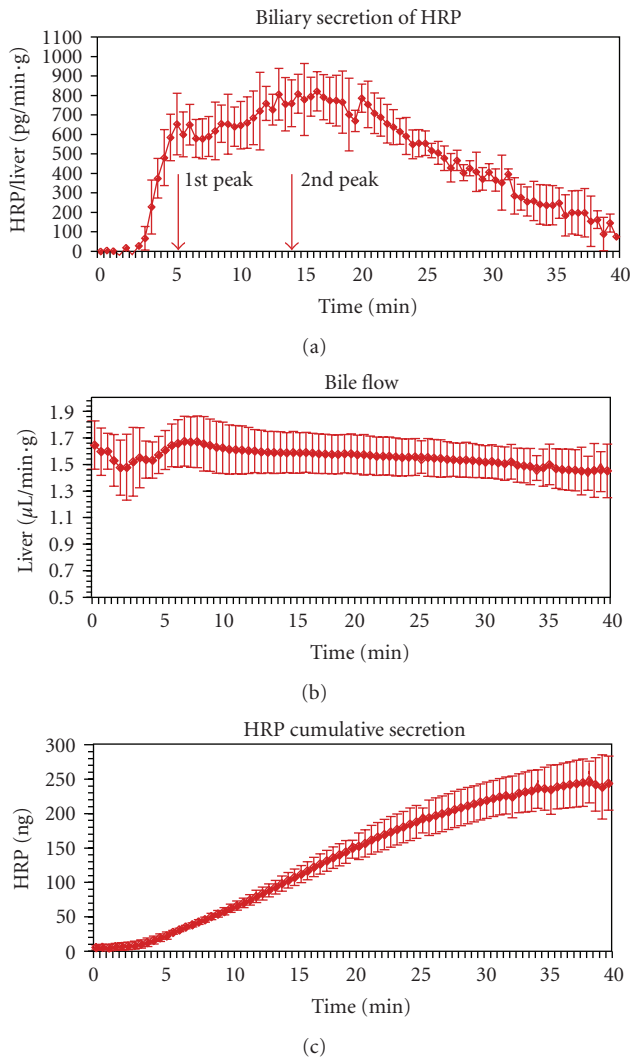 Biliary secretion of HRP
HRP/liver (pg/min·g)
1100
1000
900
800
700
600
500
400
300
200
100
0
1st peak
2nd peak
0 5 10 15 20 25 30 35 40
Time (min)
(a)
Bile flow
Liver (μL/min·g)
1.9
1.7
1.5
1.3
1.1
0.9
0.7
0.5
0 5 10 15 20 25 30 35 40
Time (min)
(b)
HRP cumulative secretion
HRP (ng)
300
250
200
150
100
50
0
0 5 10 15 20 25 30 35 40
Time (min)
(c)